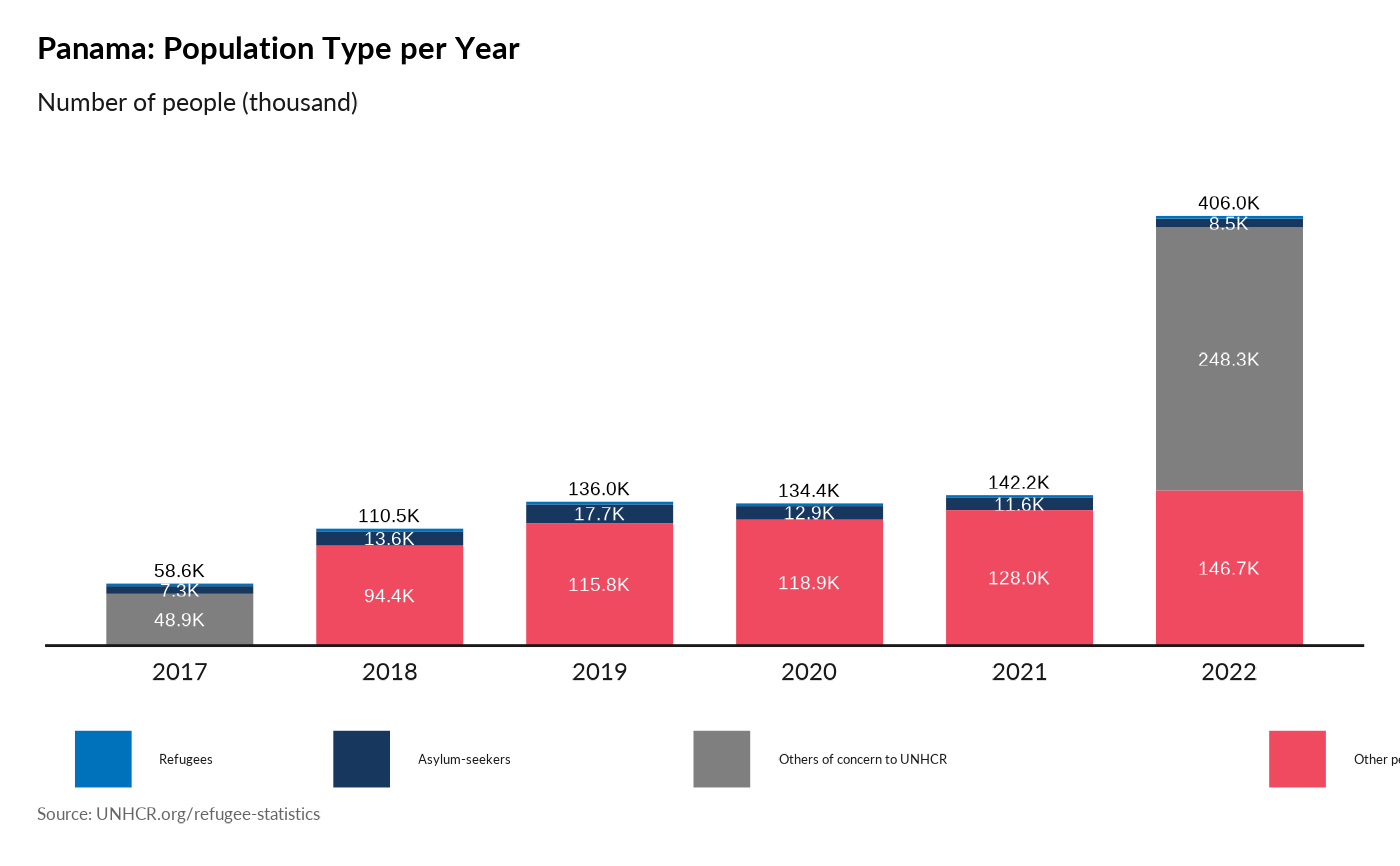 Panama: Population Type per Year
Number of people (thousand)
406.0K
8.5K
248.3K
146.7K
142.2K
11.6K
128.0K
134.4K
12.9K
118.9K
136.0K
17.7K
115.8K
110.5K
13.6K
94.4K
58.6K
7.3K
48.9K
2017 2018 2019 2020 2021 2022
Refugees Asylum-seekers Others of concern to UNHCR Other
Source: UNHCR.org/refugee-statistics